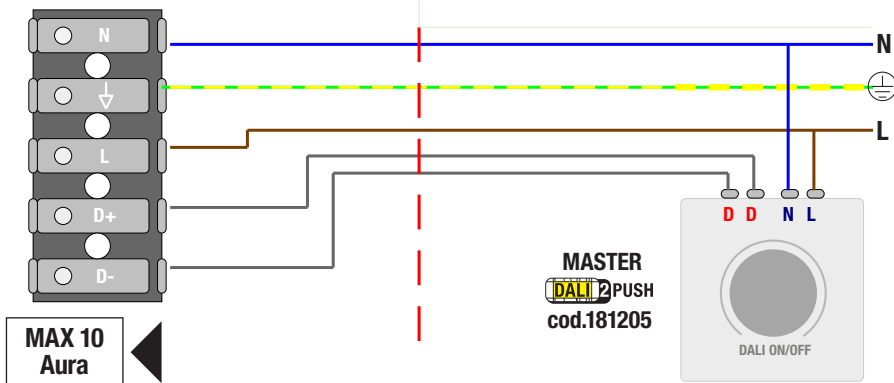 N
N
L
L
D+
D-
D D N L
MASTER
DALI 2 PUSH
cod.181205
DALI ON/OFF
MAX 10
Aura